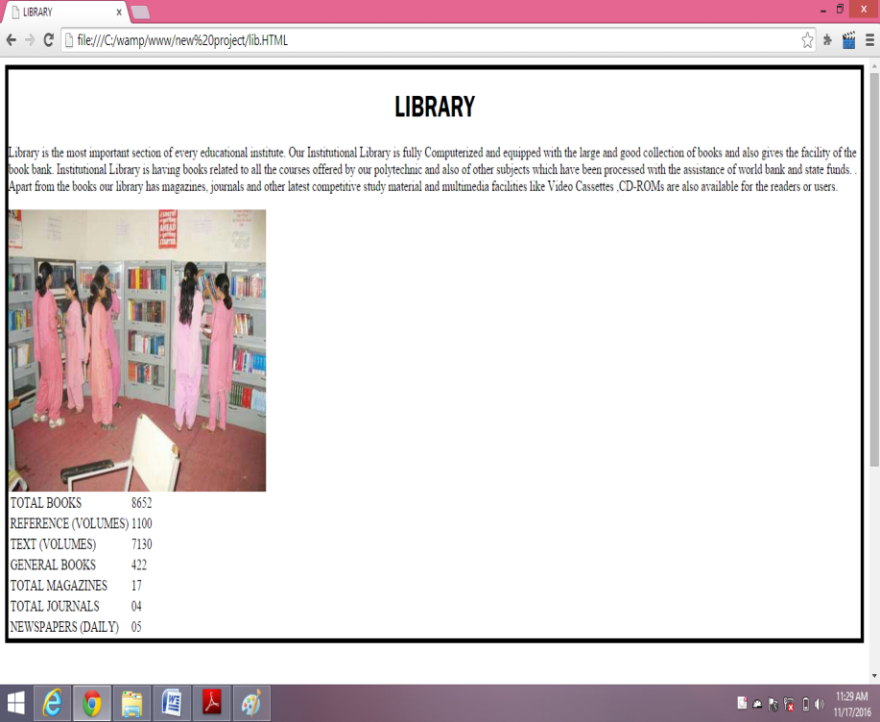 LIBRARY
file:///C:/wamp/www/new%20project/lib.HTML
LIBRARY
Library is the most important section of every educational institute. Our Institutional Library is fully Computerized and equipped with the large and good collection of books and also gives the facility of the
book bank. Institutional Library is having books related to all the courses offered by our polytechnic and also of other subjects which have been processed with the assistance of world bank and state funds. .
Apart from the books our library has magazines, journals and other latest competitive study material and multimedia facilities like Video Cassettes ,CD-ROMs are also available for the readers or users.
TOTAL BOOKS 8652
REFERENCE (VOLUMES) 1100
TEXT (VOLUMES) 7130
GENERAL BOOKS 422
TOTAL MAGAZINES 17
TOTAL JOURNALS 04
NEWSPAPERS (DAILY) 05
11:29 AM
11/17/2016